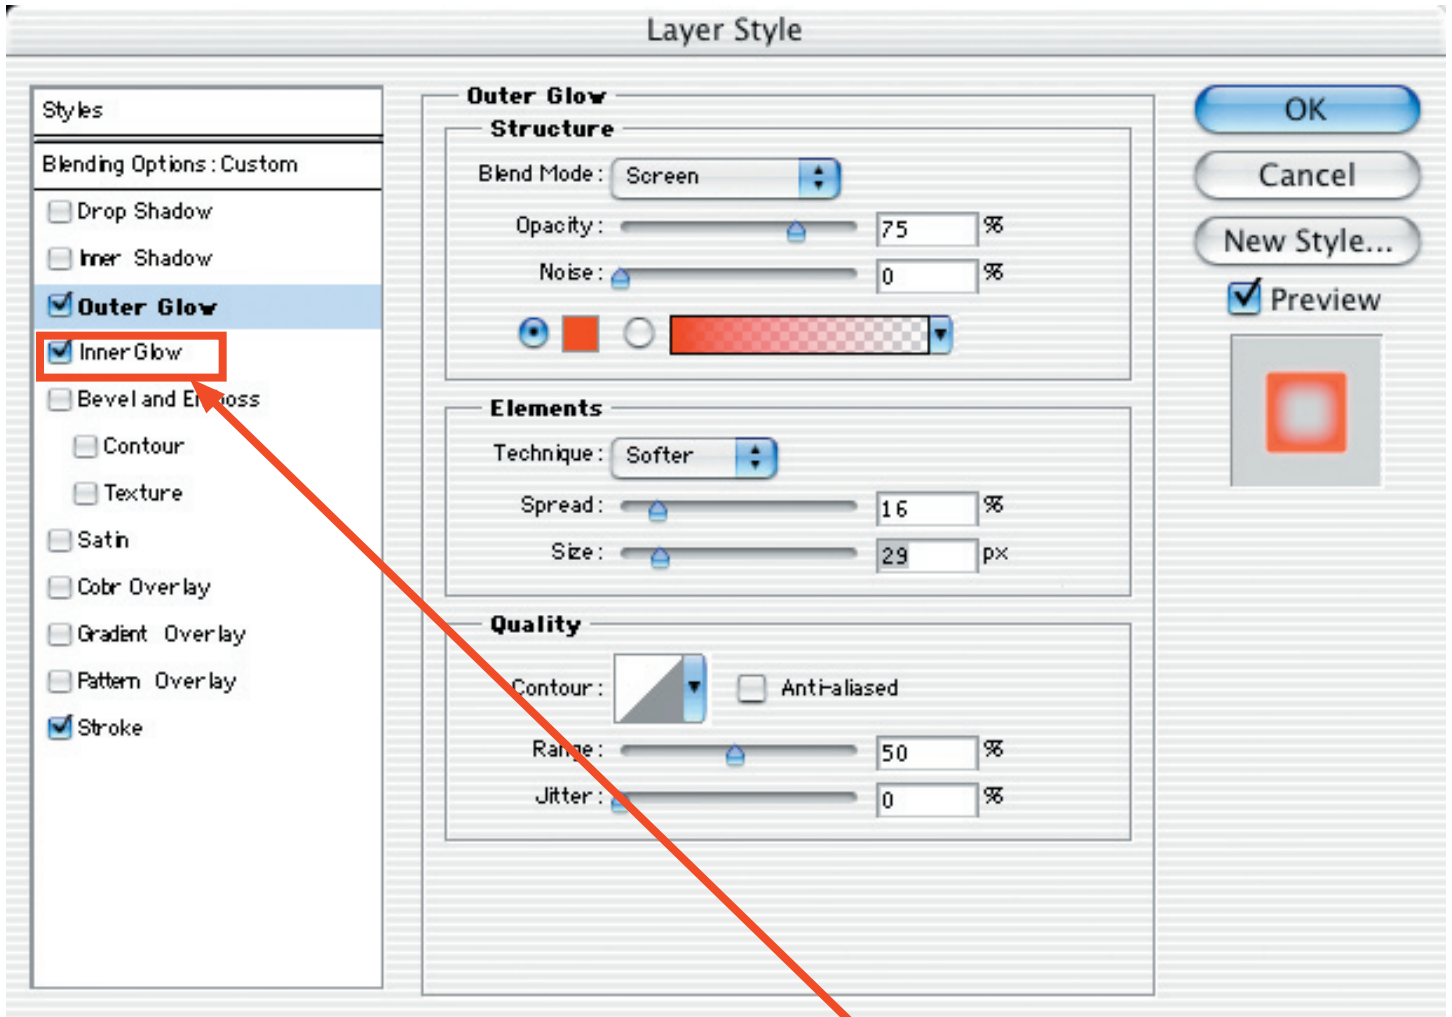 Layer Style
Styles
Blending Options: Custom
Drop Shadow
Inner Shadow
Outer Glow
Inner Glow
Bevel and Emboss
Contour
Texture
Satin
Color Overlay
Gradient Overlay
Pattern Overlay
Stroke
Outer Glow
Structure
Blend Mode: Screen
Opacity: 75 %
Noise: 0 %
Elements
Technique: Softer
Spread: 16 %
Size: 29 px
Quality
Contour: Anti-aliased
Range: 50 %
Jitter: 0 %
OK
Cancel
New Style...
Preview